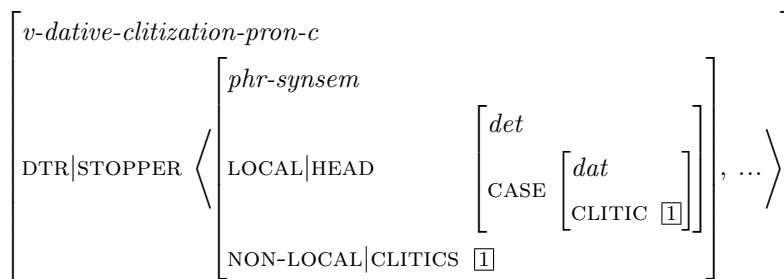 v-dative-clitization-pron-c
phr-synsem
det
DTR|STOPPER ⟨ LOCAL|HEAD CASE dat , ... ⟩
CLITIC 1
NON-LOCAL|CLITICS 1